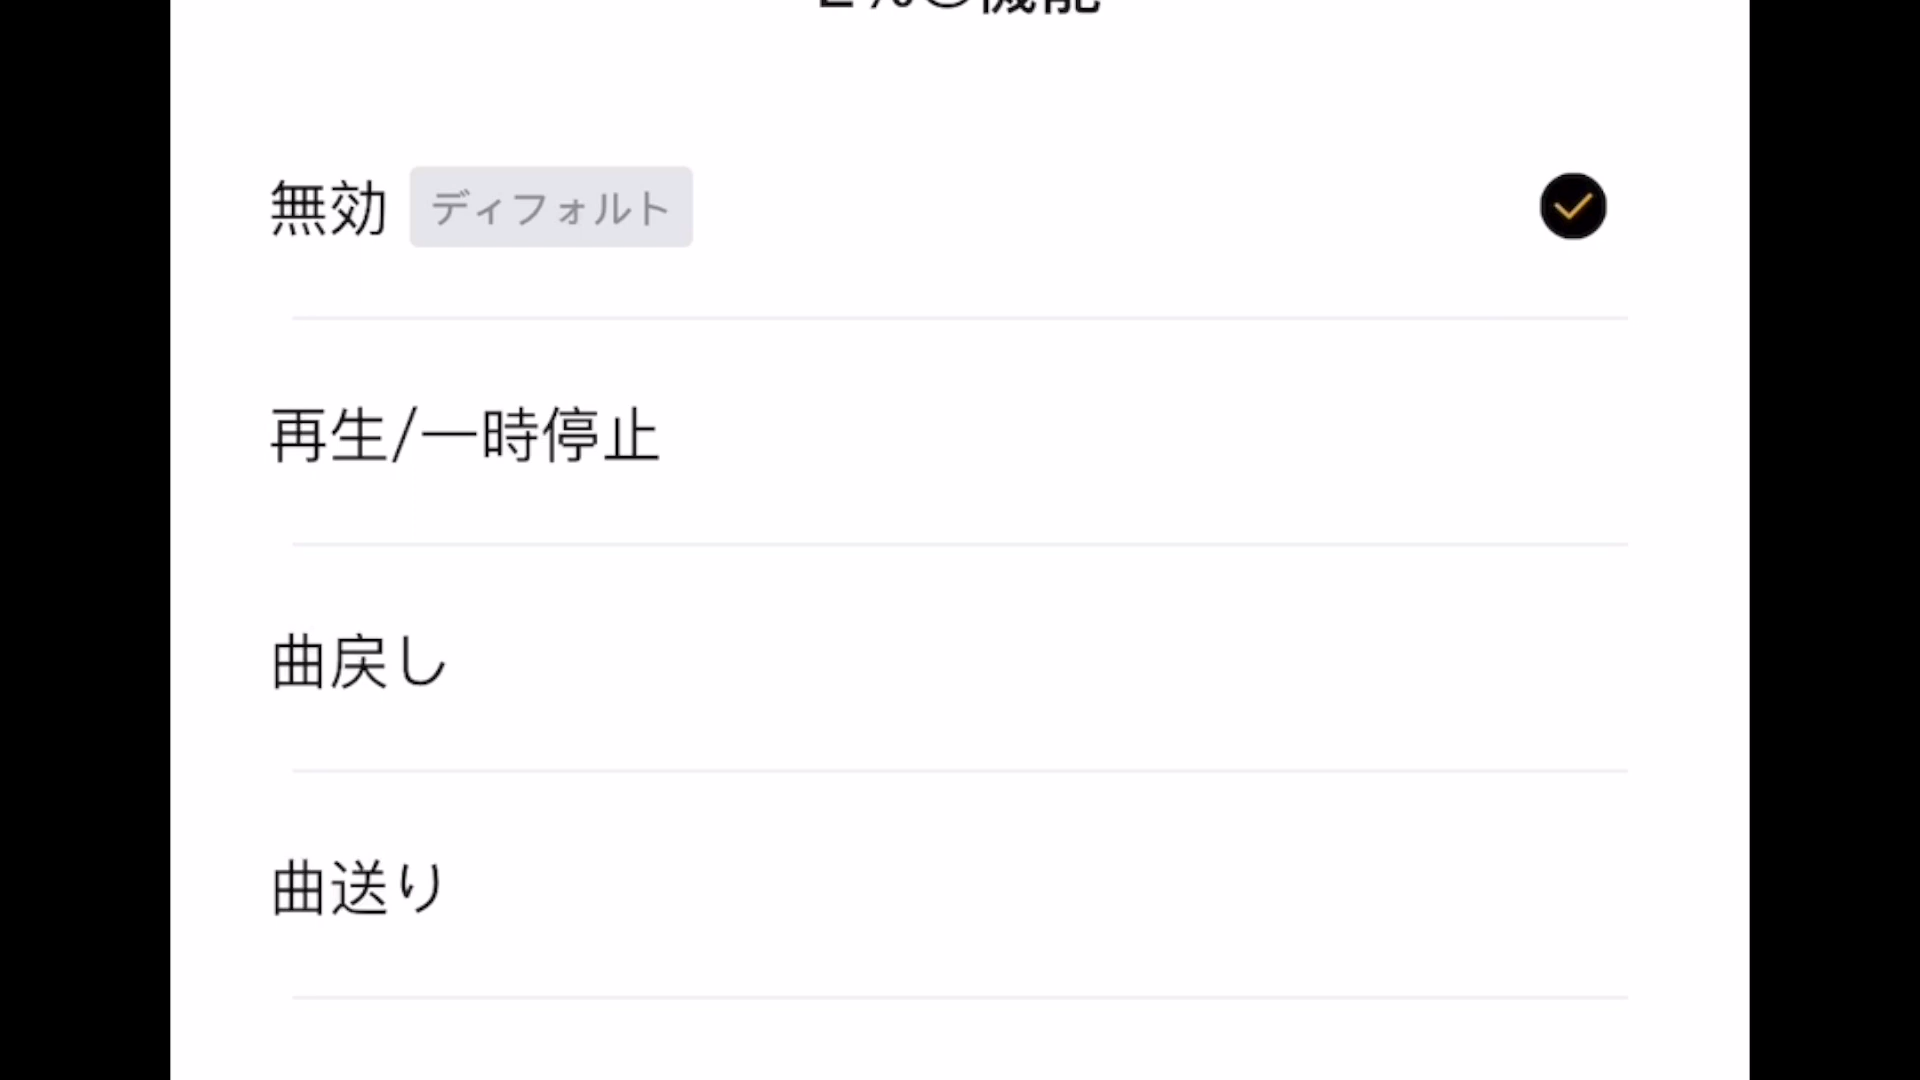 無効 ディフォルト
再生/一時停止
曲戻し
曲送り